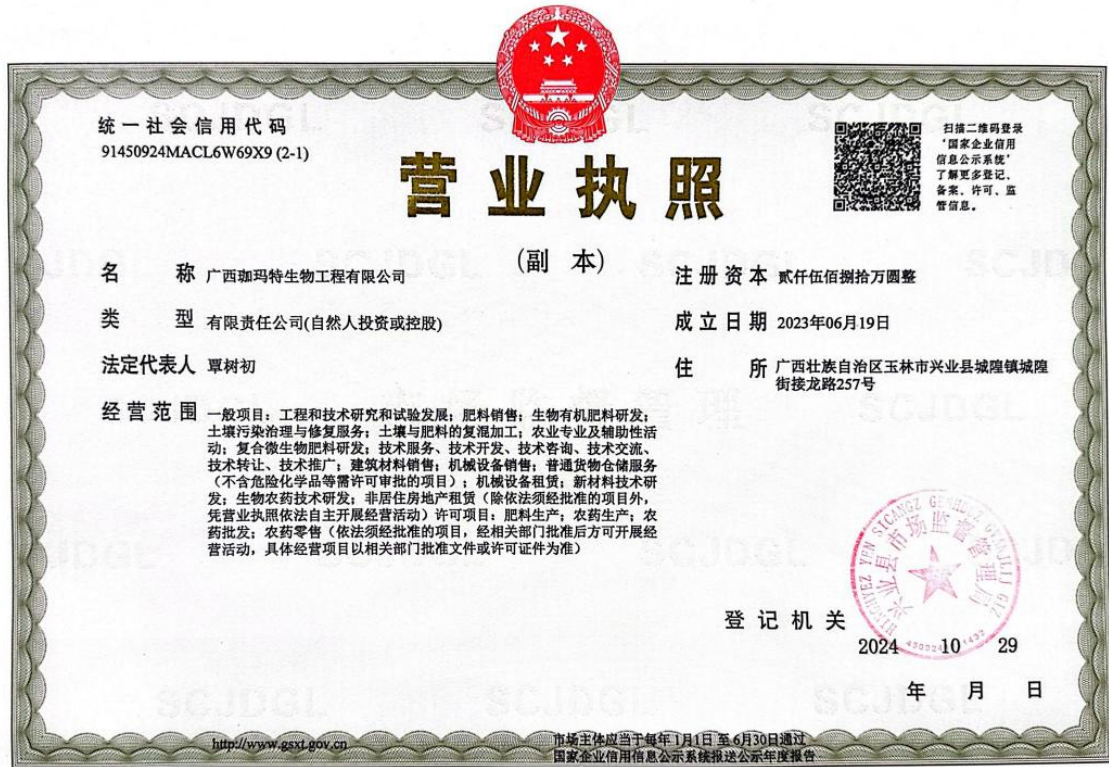 统一社会信用代码
91450924MACL6W69X9 (2-1)
营业执照
(副 本)
扫描二维码登录
"国家企业信用
信息公示系统"
了解更多登记、
备案、许可、监
管信息。
名 称 广西珈玛特生物工程有限公司
类 型 有限责任公司(自然人投资或控股)
法定代表人 覃树初
经营范围 一般项目：工程和技术研究和试验发展；肥料销售；生物有机肥料研发；
土壤污染治理与修复服务；土壤与肥料的复混加工；农业专业及辅助性活
动；复合微生物肥料研发；技术服务、技术开发、技术咨询、技术交流、
技术转让、技术推广；建筑材料销售；机械设备销售；普通货物仓储服务
（不含危险化学品等需许可审批的项目）；机械设备租赁；新材料技术研
发；生物农药技术研发；非居住房地产租赁（除依法须经批准的项目外，
凭营业执照依法自主开展经营活动）许可项目：肥料生产；农药生产；农
药批发；农药零售（依法须经批准的项目，经相关部门批准后方可开展经
营活动，具体经营项目以相关部门批准文件或许可证件为准）
注册资本 贰仟伍佰捌拾万圆整
成立日期 2023年06月19日
住 所 广西壮族自治区玉林市兴业县城隍镇城隍
街接龙路257号
兴业县市场监督管理局
登记机关
2024 10 29
年 月 日
http://www.gsxt.gov.cn
市场主体应当于每年 1月1日 至 6月30日通过
国家企业信用信息公示系统报送公示年度报告
SCJDGL